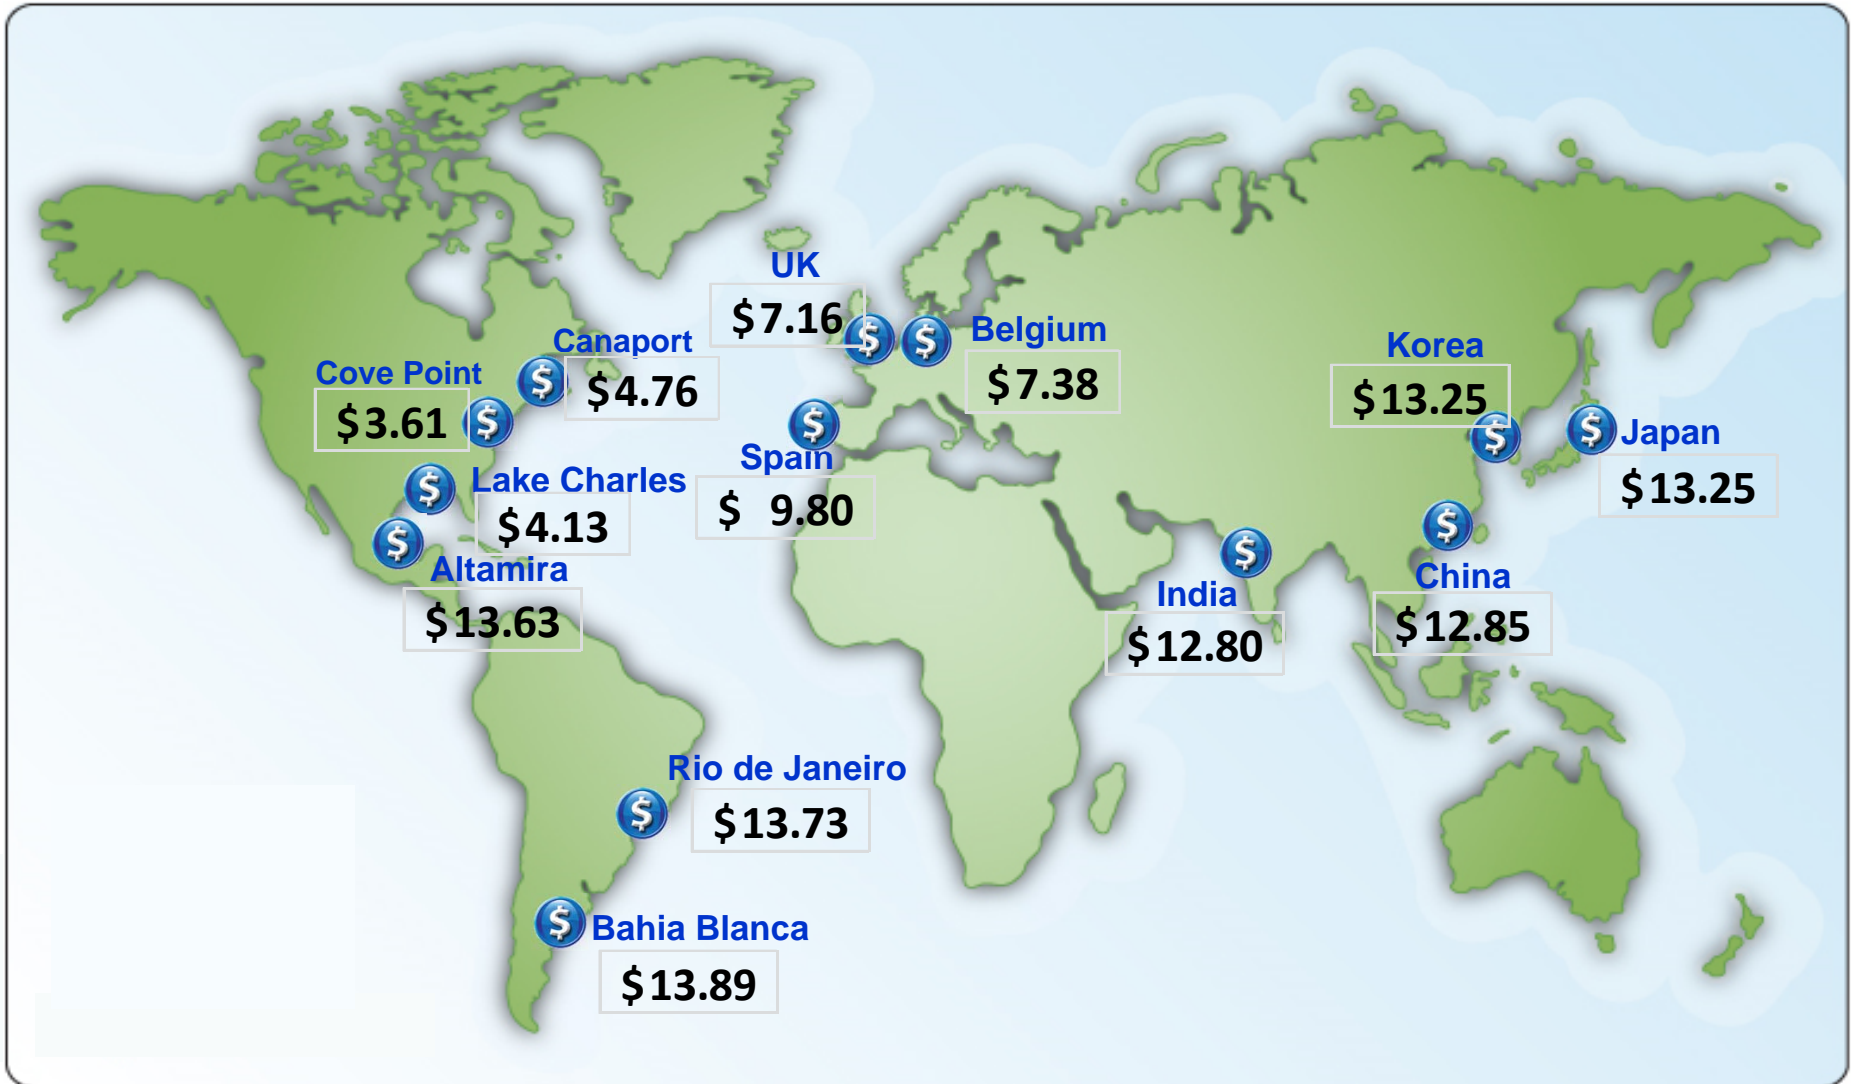 UK
$7.16
Belgium
$7.38
Canaport
$4.76
Cove Point
$3.61
Korea
$13.25
Japan
$13.25
Spain
$ 9.80
Lake Charles
$4.13
Altamira
$13.63
India
$12.80
China
$12.85
Rio de Janeiro
$13.73
Bahia Blanca
$13.89